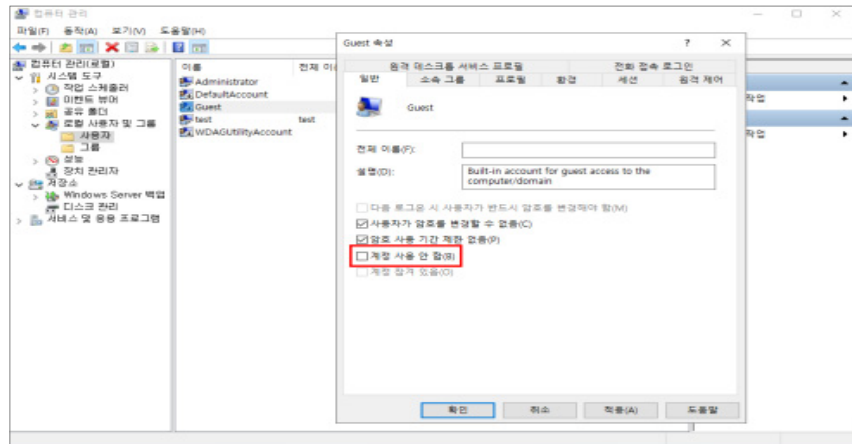 컴퓨터 관리
파일(F) 동작(A) 보기(V) 도움말(H)
컴퓨터 관리(로컬)
시스템 도구
작업 스케줄러
이벤트 뷰어
공유 폴더
로컬 사용자 및 그룹
사용자
그룹
성능
장치 관리자
저장소
Windows Server 백업
디스크 관리
서비스 및 응용 프로그램
이름 전체 이
Administrator
DefaultAccount
Guest
test test
WDAGUtilityAccount
Guest 속성 ?
원격 데스크톱 서비스 프로필 전화 접속 로그인
일반 소속 그룹 프로필 환경 세션 원격 제어
Guest
전체 이름(F):
설명(D): Built-in account for guest access to the
computer/domain
다음 로그온 시 사용자가 반드시 암호를 변경해야 함(M)
사용자가 암호를 변경할 수 없음(C)
암호 사용 기간 제한 없음(P)
계정 사용 안 함(B)
계정 잠겨 있음(O)
확인 취소 적용(A) 도움말
작업
작업